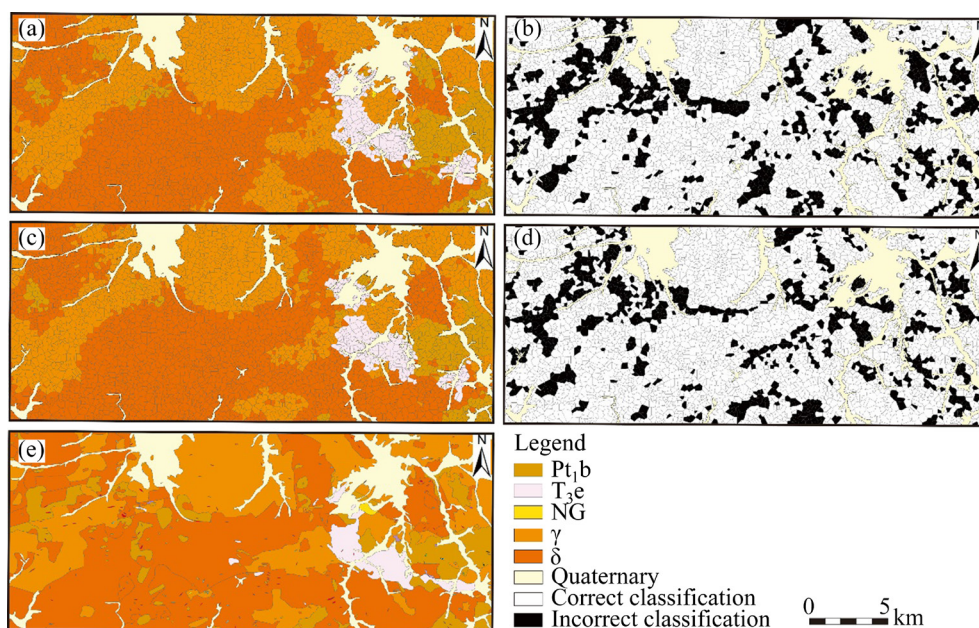 (a)
N
(b)
(c)
N
(d)
N
(e)
N
Legend
Pt₁b
T₃e
NG
γ
δ
Quaternary
Correct classification
Incorrect classification
0 5 km